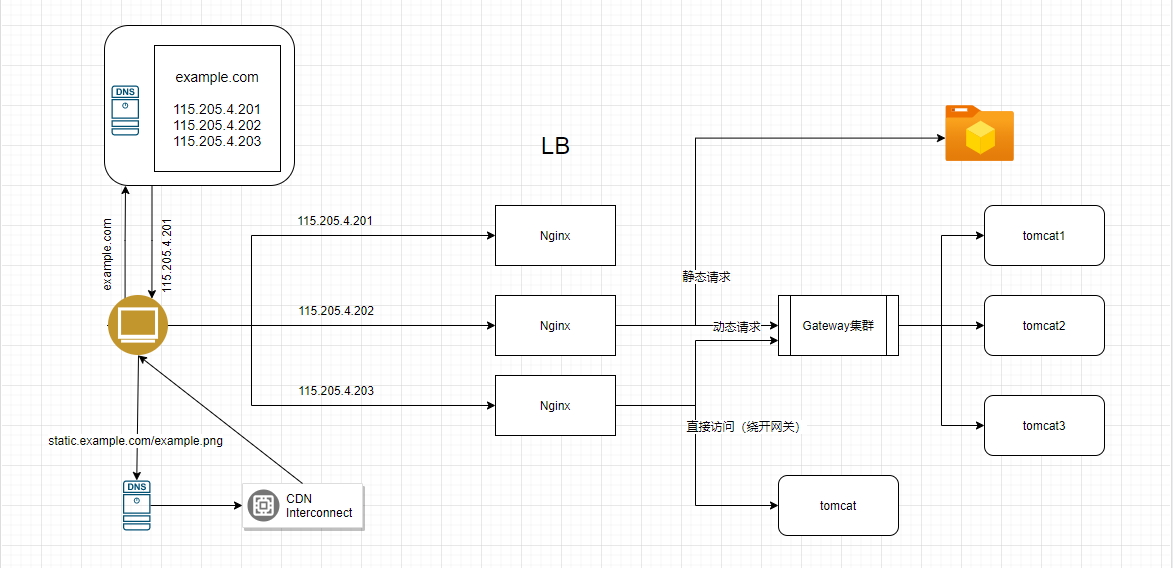 DNS
example.com
115.205.4.201
115.205.4.202
115.205.4.203
LB
example.com
115.205.4.201
115.205.4.201
Nginx
tomcat1
静态请求
115.205.4.202
Nginx
动态请求
Gateway集群
tomcat2
115.205.4.203
Nginx
直接访问（绕开网关）
tomcat3
static.example.com/example.png
DNS
CDN
Interconnect
tomcat